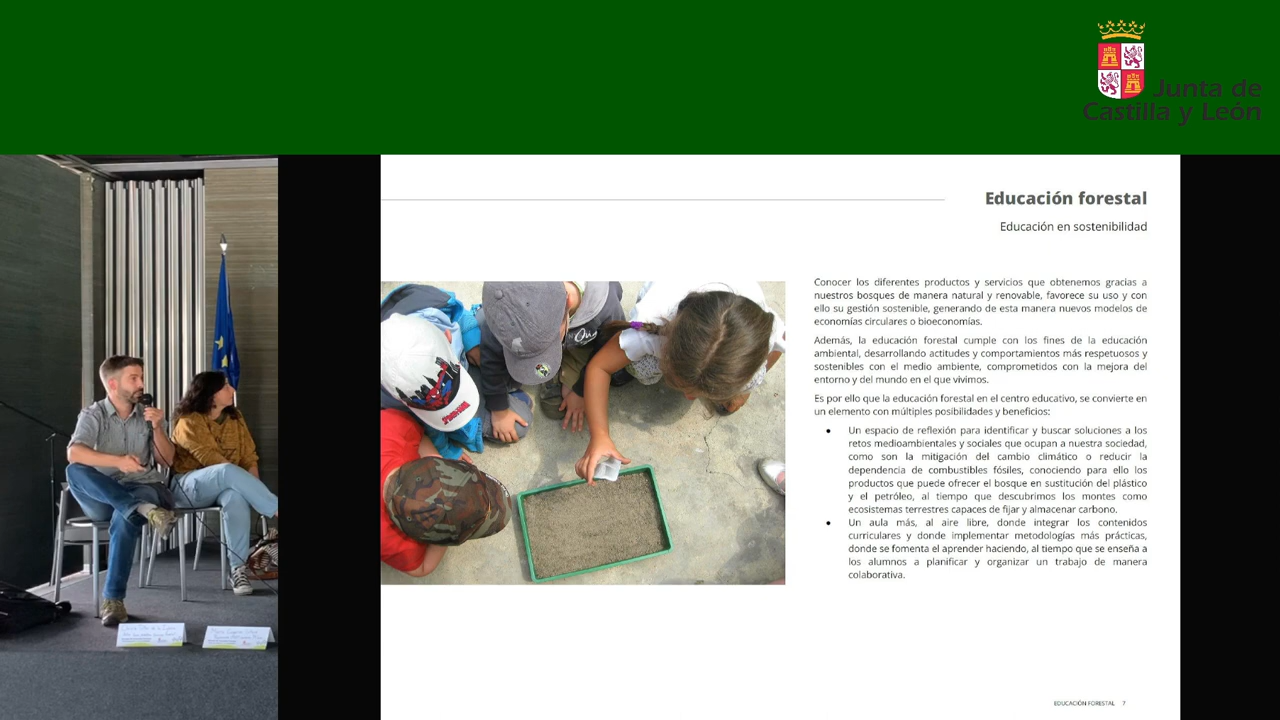 Junta de
Castilla y León
Educación forestal
Educación en sostenibilidad
Conocer los diferentes productos y servicios que obtenemos gracias a
nuestros bosques de manera natural y renovable, favorece su uso y con
ello su gestión sostenible, generando de esta manera nuevos modelos de
economías circulares o bioeconomías.
Además, la educación forestal cumple con los fines de la educación
ambiental, desarrollando actitudes y comportamientos más respetuosos y
sostenibles con el medio ambiente, comprometidos con la mejora del
entorno y del mundo en el que vivimos.
Es por ello que la educación forestal en el centro educativo, se convierte en
un elemento con múltiples posibilidades y beneficios:
● Un espacio de reflexión para identificar y buscar soluciones a los
retos medioambientales y sociales que ocupan a nuestra sociedad,
como son la mitigación del cambio climático o reducir la
dependencia de combustibles fósiles, conociendo para ello los
productos que puede ofrecer el bosque en sustitución del plástico
y el petróleo, al tiempo que descubrimos los montes como
ecosistemas terrestres capaces de fijar y almacenar carbono.
● Un aula más, al aire libre, donde integrar los contenidos
curriculares y donde implementar metodologías más prácticas,
donde se fomenta el aprender haciendo, al tiempo que se enseña a
los alumnos a planificar y organizar un trabajo de manera
colaborativa.
EDUCACIÓN FORESTAL 7